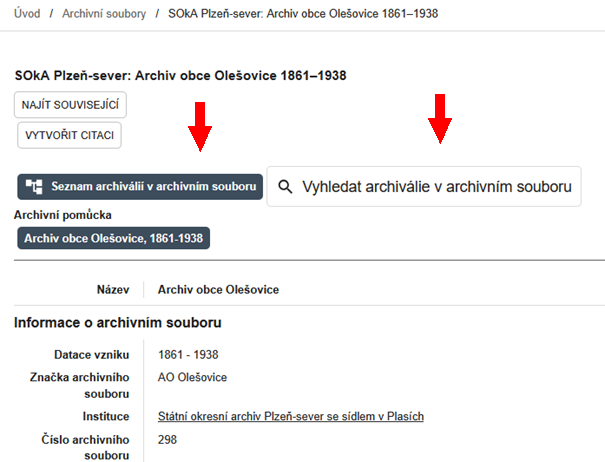 Úvod / Archivní soubory / SOkA Plzeň-sever: Archiv obce Olešovice 1861–1938
SOkA Plzeň-sever: Archiv obce Olešovice 1861–1938
NAJÍT SOUVISEJÍCÍ
VYTVOŘIT CITACI
Seznam archiválií v archivním souboru
Vyhledat archiválie v archivním souboru
Archivní pomůcka
Archiv obce Olešovice, 1861-1938
Název Archiv obce Olešovice
Informace o archivním souboru
Datace vzniku 1861 - 1938
Značka archivního AO Olešovice
souboru
Instituce Státní okresní archiv Plzeň-sever se sídlem v Plasích
Číslo archivního 298
souboru